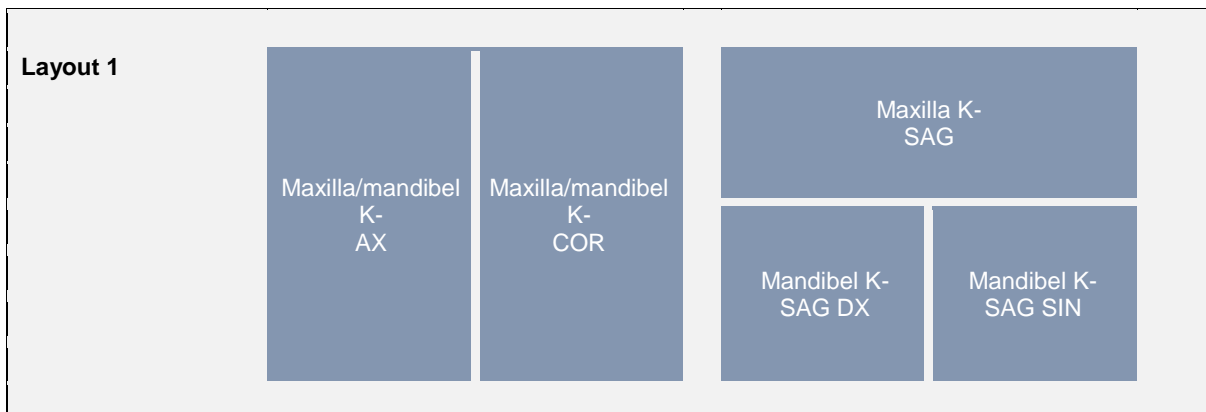 Layout 1
Maxilla/mandibel
K-
AX
Maxilla/mandibel
K-
COR
Maxilla K-
SAG
Mandibel K-
SAG DX
Mandibel K-
SAG SIN